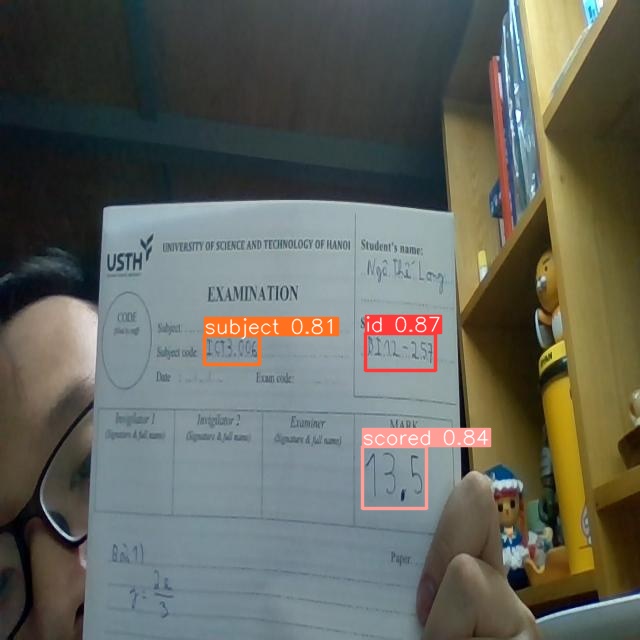 USTH
UNIVERSITY OF SCIENCE AND TECHNOLOGY OF HANOI
Student's name:
Ngô Thế Long
EXAMINATION
CODE
Subject:
subject 0.81
id 0.87
Subject code: ICT3.006
BI12-257
Date
Exam code:
Invigilator 1
(Signature & full name)
Invigilator 2
(Signature & full name)
Examiner
(Signature & full name)
MARK
scored 0.84
13,5
Paper